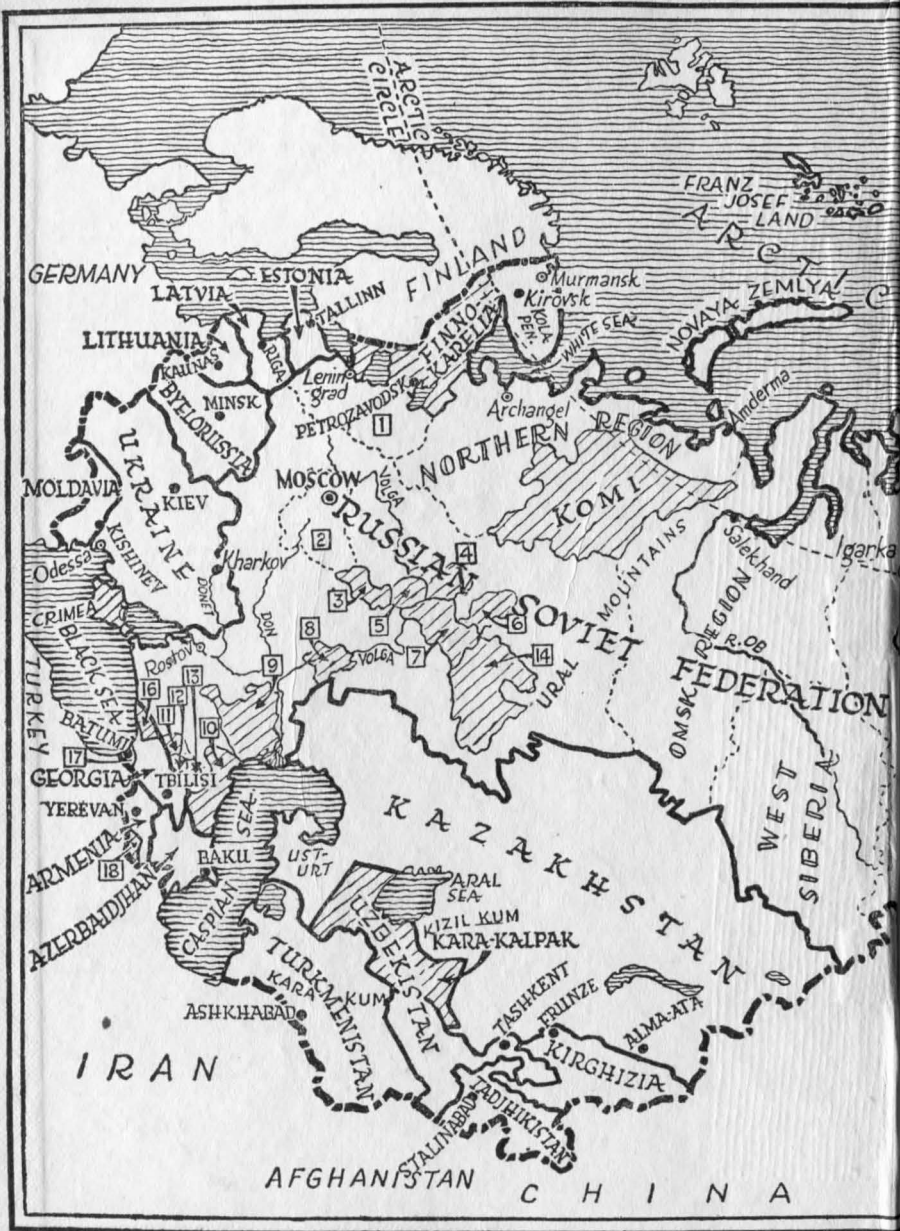 ARCTIC
CIRCLE
FRANZ
JOSEF
LAND
A R C T I C
GERMANY
ESTONIA
LATVIA
TALLINN
FINLAND
Murmansk
Kirovsk
NOVAYA ZEMLYA
LITHUANIA
KAUNAS
RIGA
FINNO-
KARELIA
KOLA
PEN.
WHITE SEA
Lenin-
grad
PETROZAVODSK
BYELORUSSIA
MINSK
Archangel
Amderma
1
NORTHERN REGION
UKRAINE
MOSCOW
VOLGA
KOMI
MOLDAVIA
KIEV
RUSSIAN
KISHINEV
2
4
Salekhard
Igarka
Odessa
Kharkov
MOUNTAINS
DONETZ
3
SOVIET
OMSK REGION
CRIMEA
DON
5
6
R. OB
8
VOLGA
7
14
BACK SEA
Rostov
9
URAL
FEDERATION
TURKEY
13
16
12
11
10
BATUMI
17
GEORGIA
TBILISI
WEST
SIBERIA
KAZAKHSTAN
YEREVAN
ARMENIA
BAKU
UST-
URT
18
CASPIAN SEA
ARAL
SEA
AZERBAIDJHAN
KIZIL KUM
UZBEKISTAN
KARA-KALPAK
TURKMENISTAN
KARA KUM
TASHKENT
FRUNZE
ASHKHABAD
ALMA-ATA
KIRGHIZIA
IRAN
TADJHIKISTAN
STALINABAD
AFGHANISTAN
CHINA